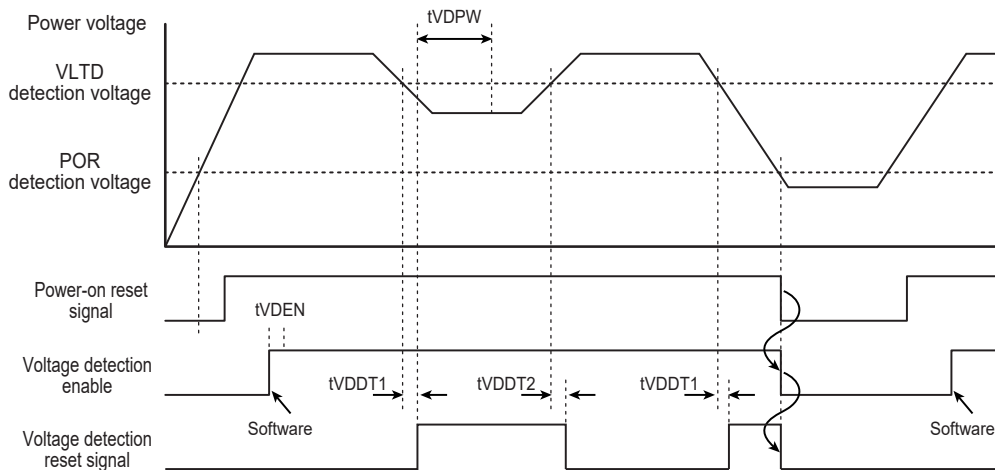 Power voltage
tVDPW
VLTD
detection voltage
POR
detection voltage
Power-on reset
signal
tVDEN
Voltage detection
enable
tVDDT1
tVDDT2
tVDDT1
Software
Software
Voltage detection
reset signal